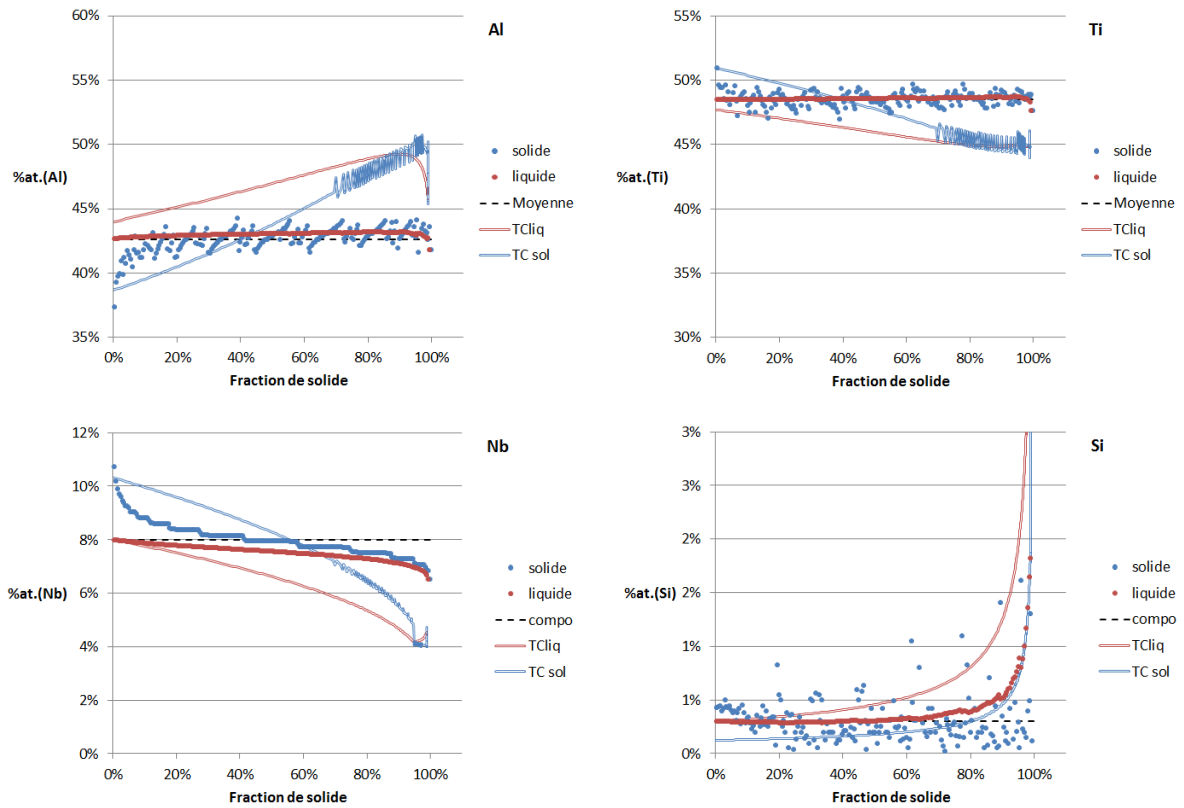 Al
60%
55%
50%
45%
40%
35%
%at.(Al)
0% 20% 40% 60% 80% 100%
Fraction de solide
solide
liquide
Moyenne
TCliq
TC sol
Ti
55%
50%
45%
40%
35%
30%
%at.(Ti)
0% 20% 40% 60% 80% 100%
Fraction de solide
solide
liquide
Moyenne
TCliq
TC sol
Nb
12%
10%
8%
6%
4%
2%
0%
%at.(Nb)
0% 20% 40% 60% 80% 100%
Fraction de solide
solide
liquide
compo
TCliq
TC sol
Si
3%
3%
2%
2%
1%
1%
0%
%at.(Si)
0% 20% 40% 60% 80% 100%
Fraction de solide
solide
liquide
compo
TCliq
TC sol